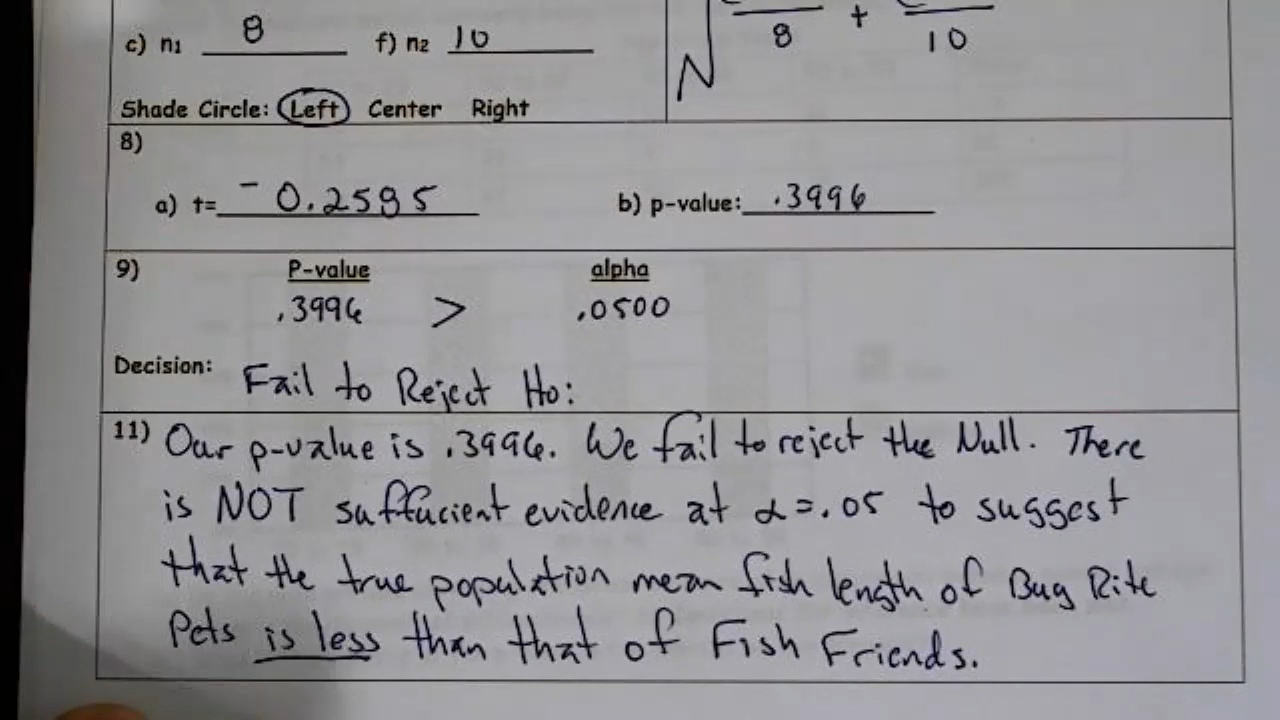 c) n1 8 f) n2 10
8 + 10
Shade Circle: Left Center Right
8)
a) t= -0.2595 b) p-value: .3996
9) P-value alpha
.3996 > .0500
Decision: Fail to Reject Ho:
11) Our p-value is .3996. We fail to reject the Null. There
is NOT suffucient evidence at α=.05 to suggest
that the true population mean fish length of Bug Rite
Pets is less than that of Fish Friends.